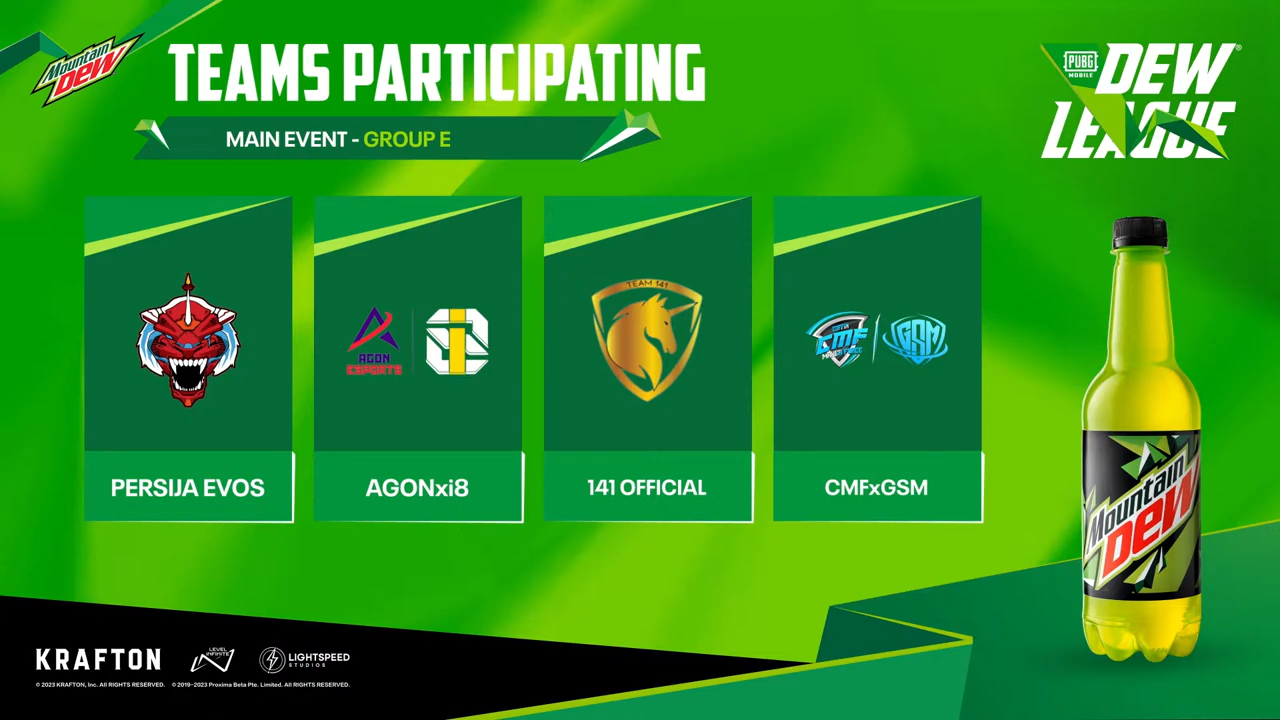 Mountain
Dew
TEAMS PARTICIPATING
MAIN EVENT - GROUP E
PUBG
MOBILE
DEW
LEAGUE
TEAM 141
AGON
ESPORTS
CMF
GSM
PERSIJA EVOS
AGONxi8
141 OFFICIAL
CMFxGSM
Mountain
Dew
KRAFTON
LEVEL
INFINITE
LIGHTSPEED
STUDIOS
© 2023 KRAFTON, Inc. All RIGHTS RESERVED.
© 2019-2023 Proxima Beta Pte. Limited. All RIGHTS RESERVED.